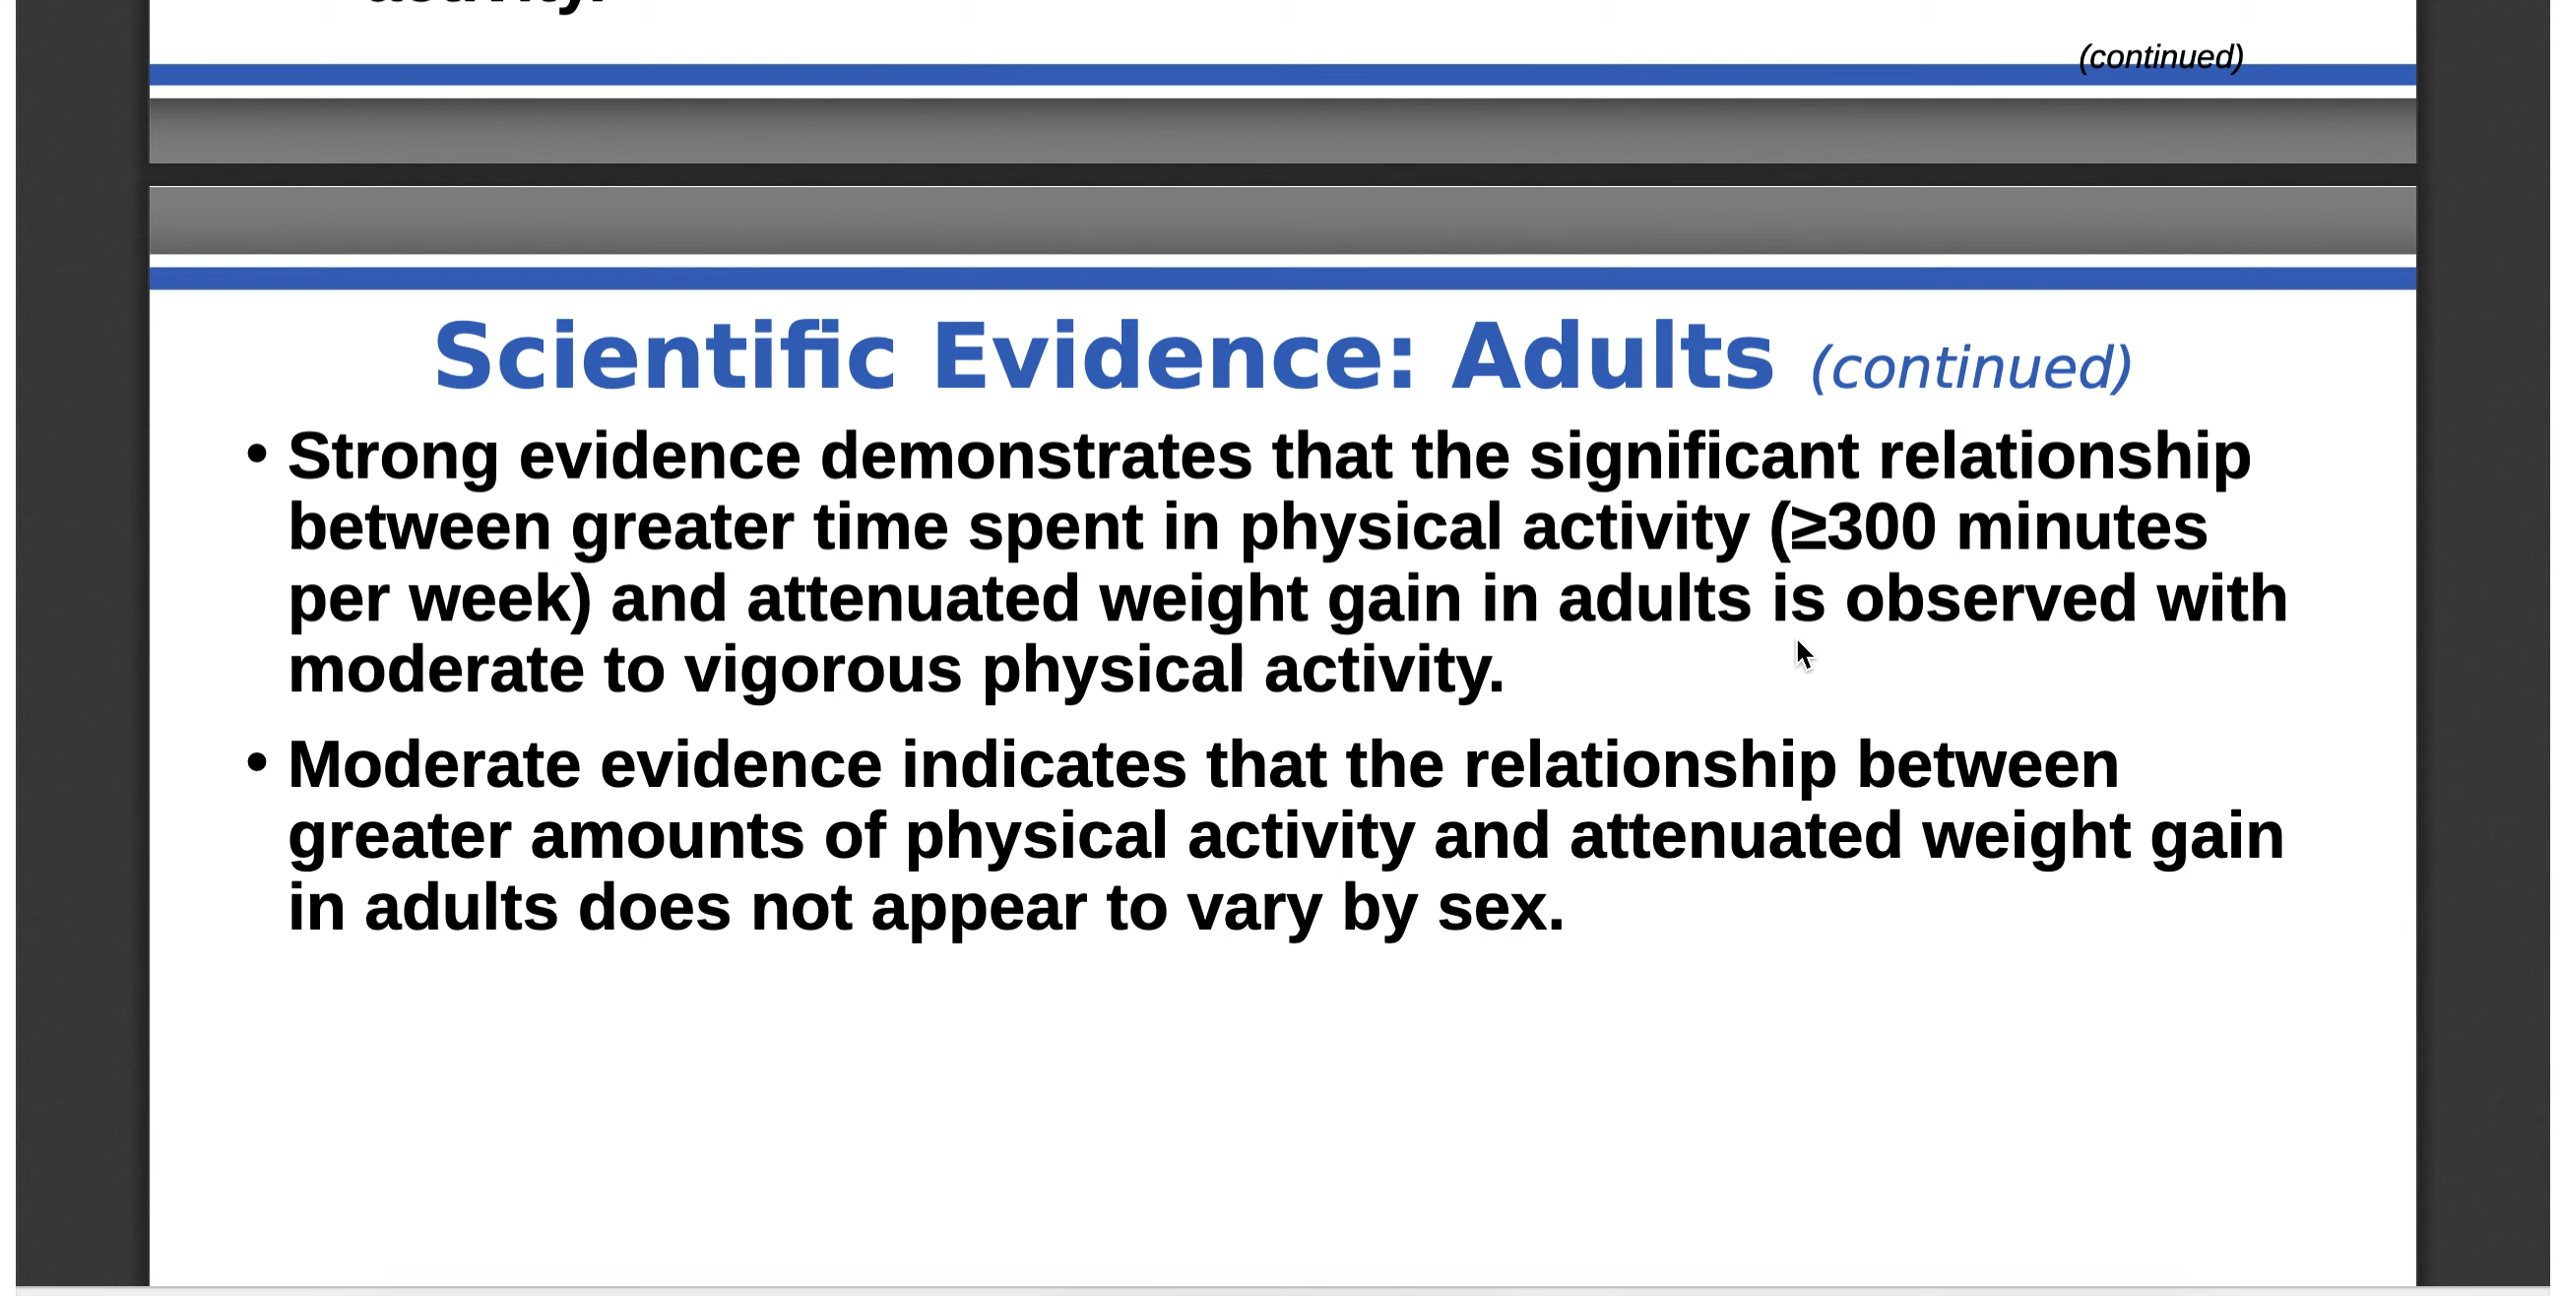 (continued)
Scientific Evidence: Adults (continued)
• Strong evidence demonstrates that the significant relationship
between greater time spent in physical activity (≥300 minutes
per week) and attenuated weight gain in adults is observed with
moderate to vigorous physical activity.
• Moderate evidence indicates that the relationship between
greater amounts of physical activity and attenuated weight gain
in adults does not appear to vary by sex.